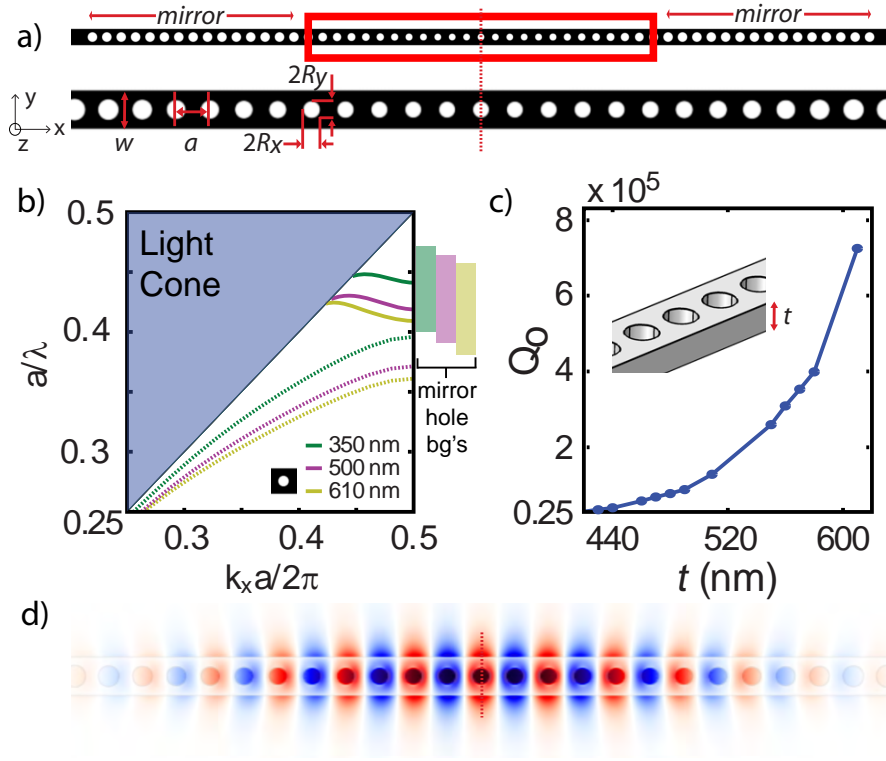 a)
mirror
mirror
2Ry
y
x
z
w
a
2Rx
b)
0.5
Light
Cone
a/λ
0.4
0.3
0.25
350 nm
500 nm
610 nm
0.3
0.4
0.5
kₓa/2π
mirror
hole
bg's
c)
x 10⁵
8
6
4
2
0.25
Qo
t
440
520
600
t (nm)
d)